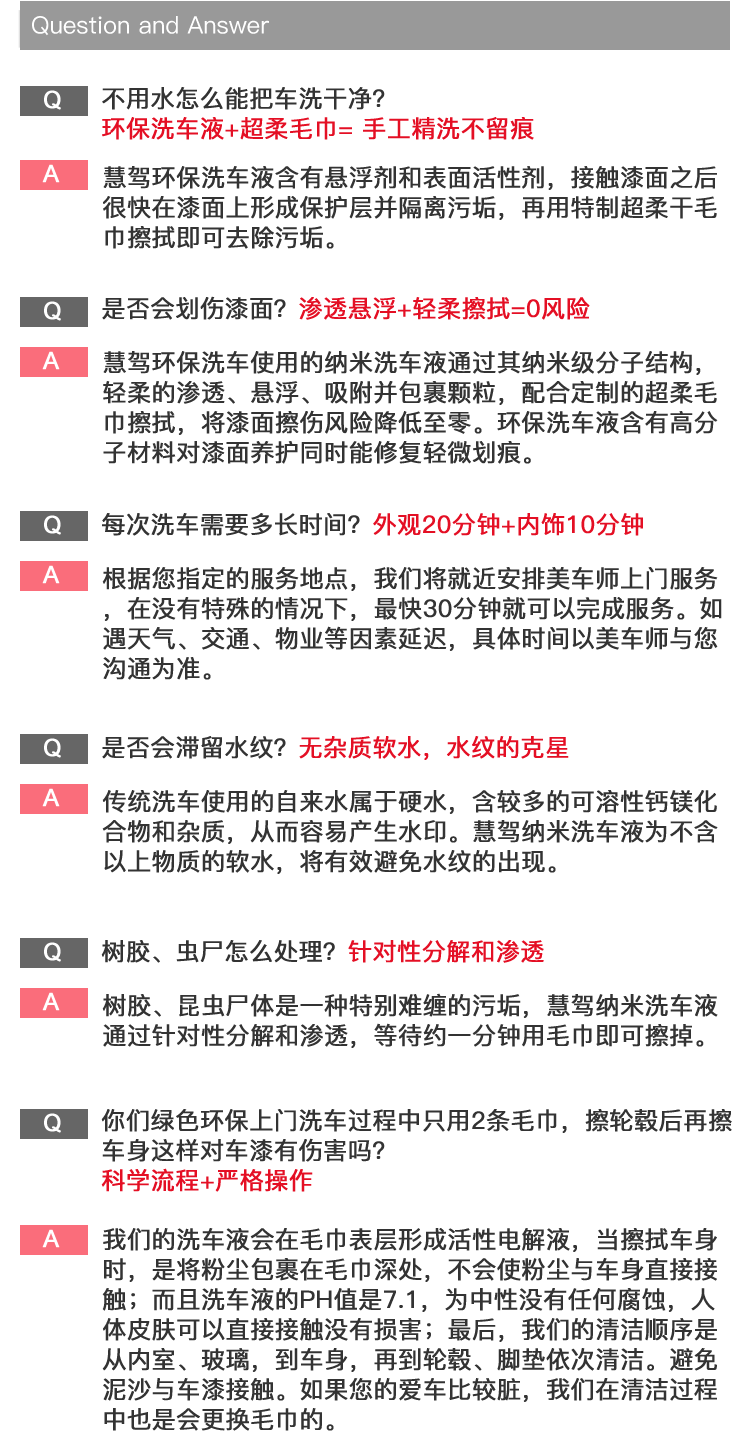 Question and Answer
Q 不用水怎么能把车洗干净？
环保洗车液+超柔毛巾= 手工精洗不留痕
A 慧驾环保洗车液含有悬浮剂和表面活性剂，接触漆面之后
很快在漆面上形成保护层并隔离污垢，再用特制超柔干毛
巾擦拭即可去除污垢。
Q 是否会划伤漆面？渗透悬浮+轻柔擦拭=0风险
A 慧驾环保洗车使用的纳米洗车液通过其纳米级分子结构，
轻柔的渗透、悬浮、吸附并包裹颗粒，配合定制的超柔毛
巾擦拭，将漆面擦伤风险降低至零。环保洗车液含有高分
子材料对漆面养护同时能修复轻微划痕。
Q 每次洗车需要多长时间？外观20分钟+内饰10分钟
A 根据您指定的服务地点，我们将就近安排美车师上门服务
，在没有特殊的情况下，最快30分钟就可以完成服务。如
遇天气、交通、物业等因素延迟，具体时间以美车师与您
沟通为准。
Q 是否会滞留水纹？无杂质软水，水纹的克星
A 传统洗车使用的自来水属于硬水，含较多的可溶性钙镁化
合物和杂质，从而容易产生水印。慧驾纳米洗车液为不含
以上物质的软水，将有效避免水纹的出现。
Q 树胶、虫尸怎么处理？针对性分解和渗透
A 树胶、昆虫尸体是一种特别难缠的污垢，慧驾纳米洗车液
通过针对性分解和渗透，等待约一分钟用毛巾即可擦掉。
Q 你们绿色环保上门洗车过程中只用2条毛巾，擦轮毂后再擦
车身这样对车漆有伤害吗？
科学流程+严格操作
A 我们的洗车液会在毛巾表层形成活性电解液，当擦拭车身
时，是将粉尘包裹在毛巾深处，不会使粉尘与车身直接接
触；而且洗车液的PH值是7.1，为中性没有任何腐蚀，人
体皮肤可以直接接触没有损害；最后，我们的清洁顺序是
从内室、玻璃，到车身，再到轮毂、脚垫依次清洁。避免
泥沙与车漆接触。如果您的爱车比较脏，我们在清洁过程
中也是会更换毛巾的。